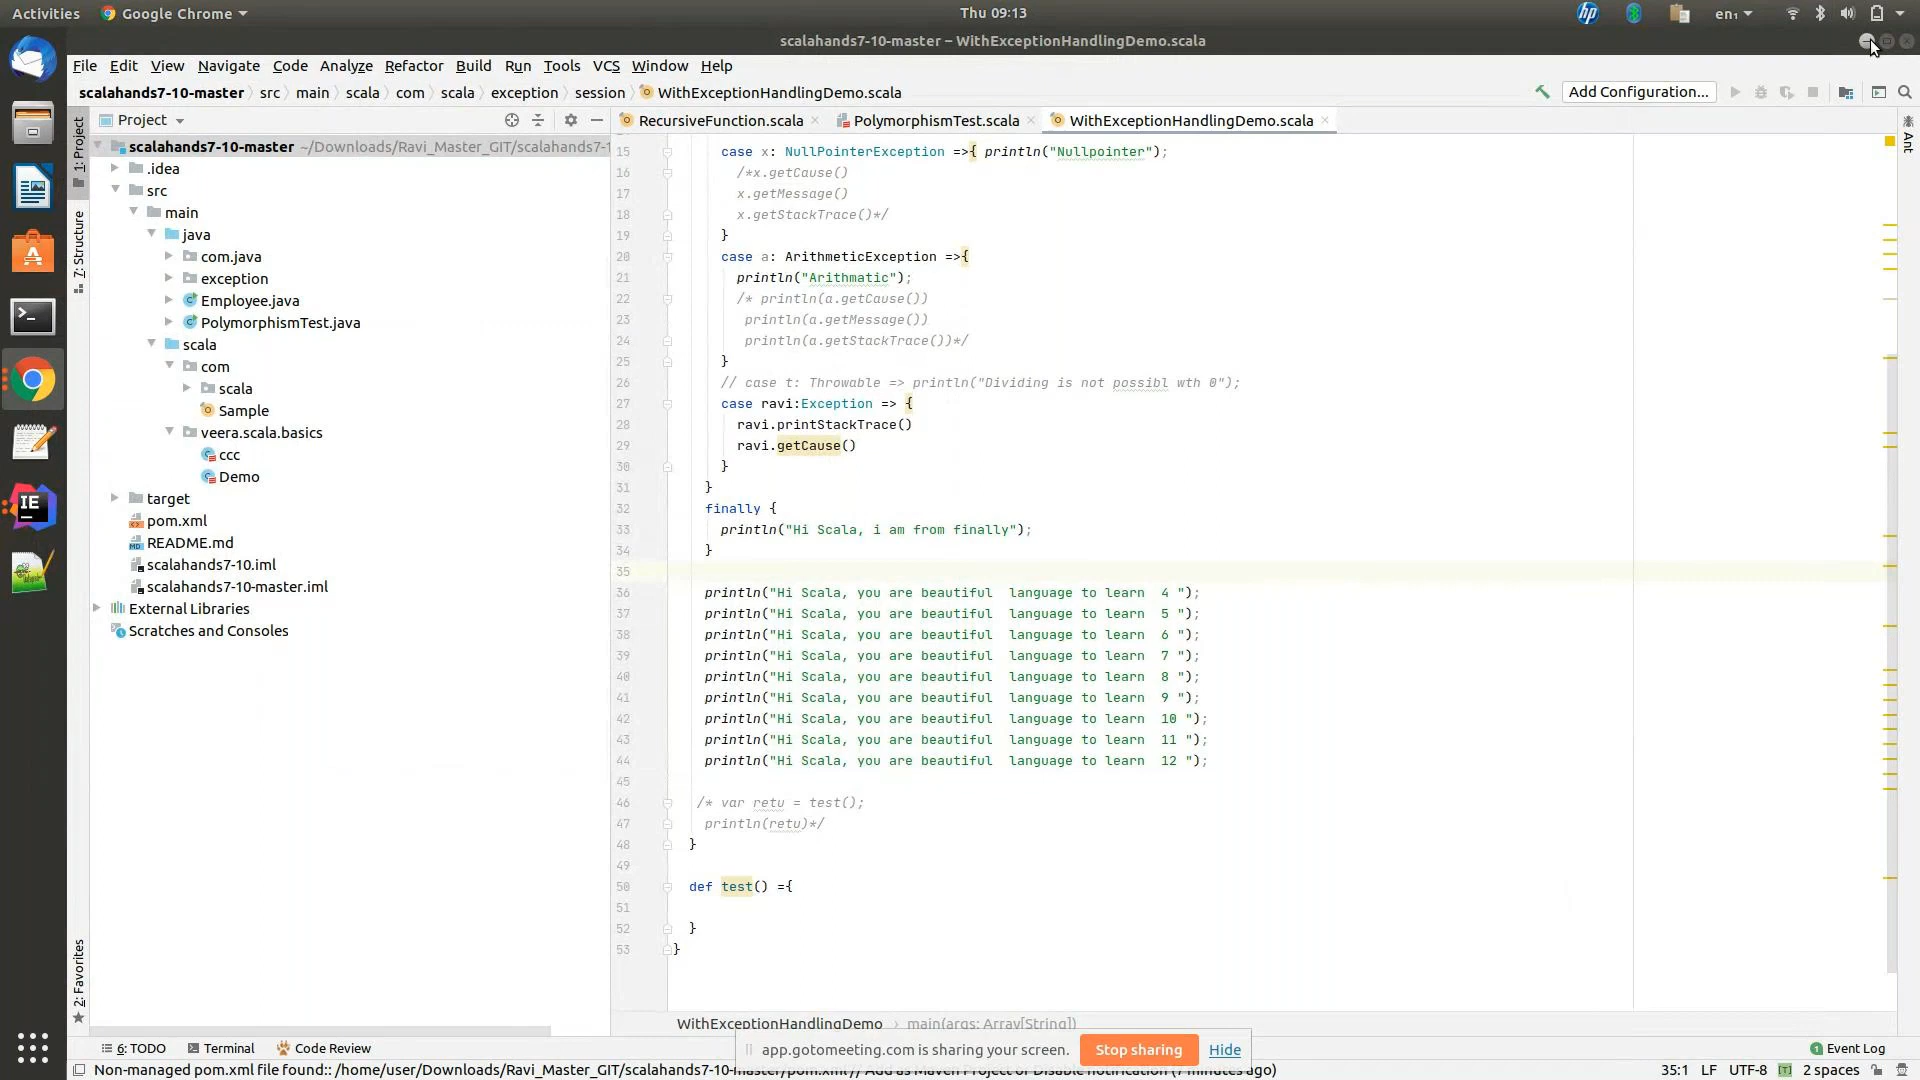 Activities Google Chrome Thu 09:13 en₁
scalahands7-10-master – WithExceptionHandlingDemo.scala
File Edit View Navigate Code Analyze Refactor Build Run Tools VCS Window Help
scalahands7-10-master src main scala com scala exception session WithExceptionHandlingDemo.scala Add Configuration...
Project RecursiveFunction.scala PolymorphismTest.scala WithExceptionHandlingDemo.scala
1: Project
7: Structure
2: Favorites
Ant
scalahands7-10-master ~/Downloads/Ravi_Master_GIT/scalahands7-1
.idea
src
main
java
com.java
exception
Employee.java
PolymorphismTest.java
scala
com
scala
Sample
veera.scala.basics
ccc
Demo
target
pom.xml
README.md
scalahands7-10.iml
scalahands7-10-master.iml
External Libraries
Scratches and Consoles
15 case x: NullPointerException =>{ println("Nullpointer");
16 /*x.getCause()
17 x.getMessage()
18 x.getStackTrace()*/
19 }
20 case a: ArithmeticException =>{
21 println("Arithmatic");
22 /* println(a.getCause())
23 println(a.getMessage())
24 println(a.getStackTrace())*/
25 }
26 // case t: Throwable => println("Dividing is not possibl wth 0");
27 case ravi:Exception => {
28 ravi.printStackTrace()
29 ravi.getCause()
30 }
31 }
32 finally {
33 println("Hi Scala, i am from finally");
34 }
35
36 println("Hi Scala, you are beautiful  language to learn  4 ");
37 println("Hi Scala, you are beautiful  language to learn  5 ");
38 println("Hi Scala, you are beautiful  language to learn  6 ");
39 println("Hi Scala, you are beautiful  language to learn  7 ");
40 println("Hi Scala, you are beautiful  language to learn  8 ");
41 println("Hi Scala, you are beautiful  language to learn  9 ");
42 println("Hi Scala, you are beautiful  language to learn  10 ");
43 println("Hi Scala, you are beautiful  language to learn  11 ");
44 println("Hi Scala, you are beautiful  language to learn  12 ");
45
46 /* var retu = test();
47 println(retu)*/
48 }
49
50 def test() ={
51
52 }
53 }
WithExceptionHandlingDemo main(args: Array[String])
app.gotomeeting.com is sharing your screen. Stop sharing Hide
6: TODO Terminal Code Review 1 Event Log
Non-managed pom.xml file found:: /home/user/Downloads/Ravi_Master_GIT/scalahands7-10-master/pom.xml // Add as Maven Project or Disable notification (7 minutes ago) 35:1 LF UTF-8 [T] 2 spaces